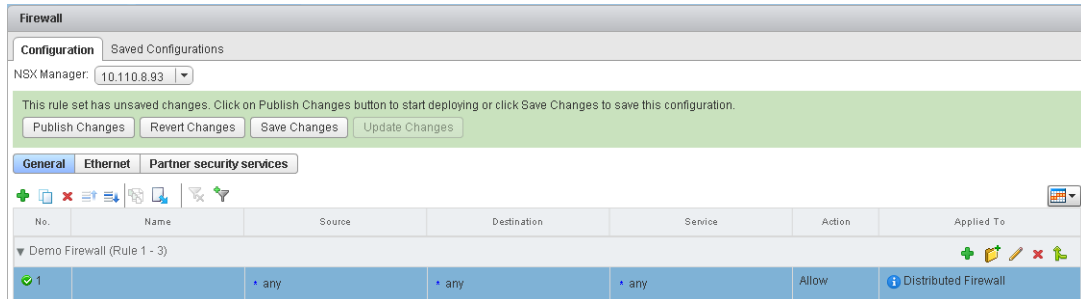 Firewall
Configuration Saved Configurations
NSX Manager: 10.110.8.93
This rule set has unsaved changes. Click on Publish Changes button to start deploying or click Save Changes to save this configuration.
Publish Changes Revert Changes Save Changes Update Changes
General Ethernet Partner security services
No. Name Source Destination Service Action Applied To
Demo Firewall (Rule 1 - 3)
1 * any * any * any Allow Distributed Firewall